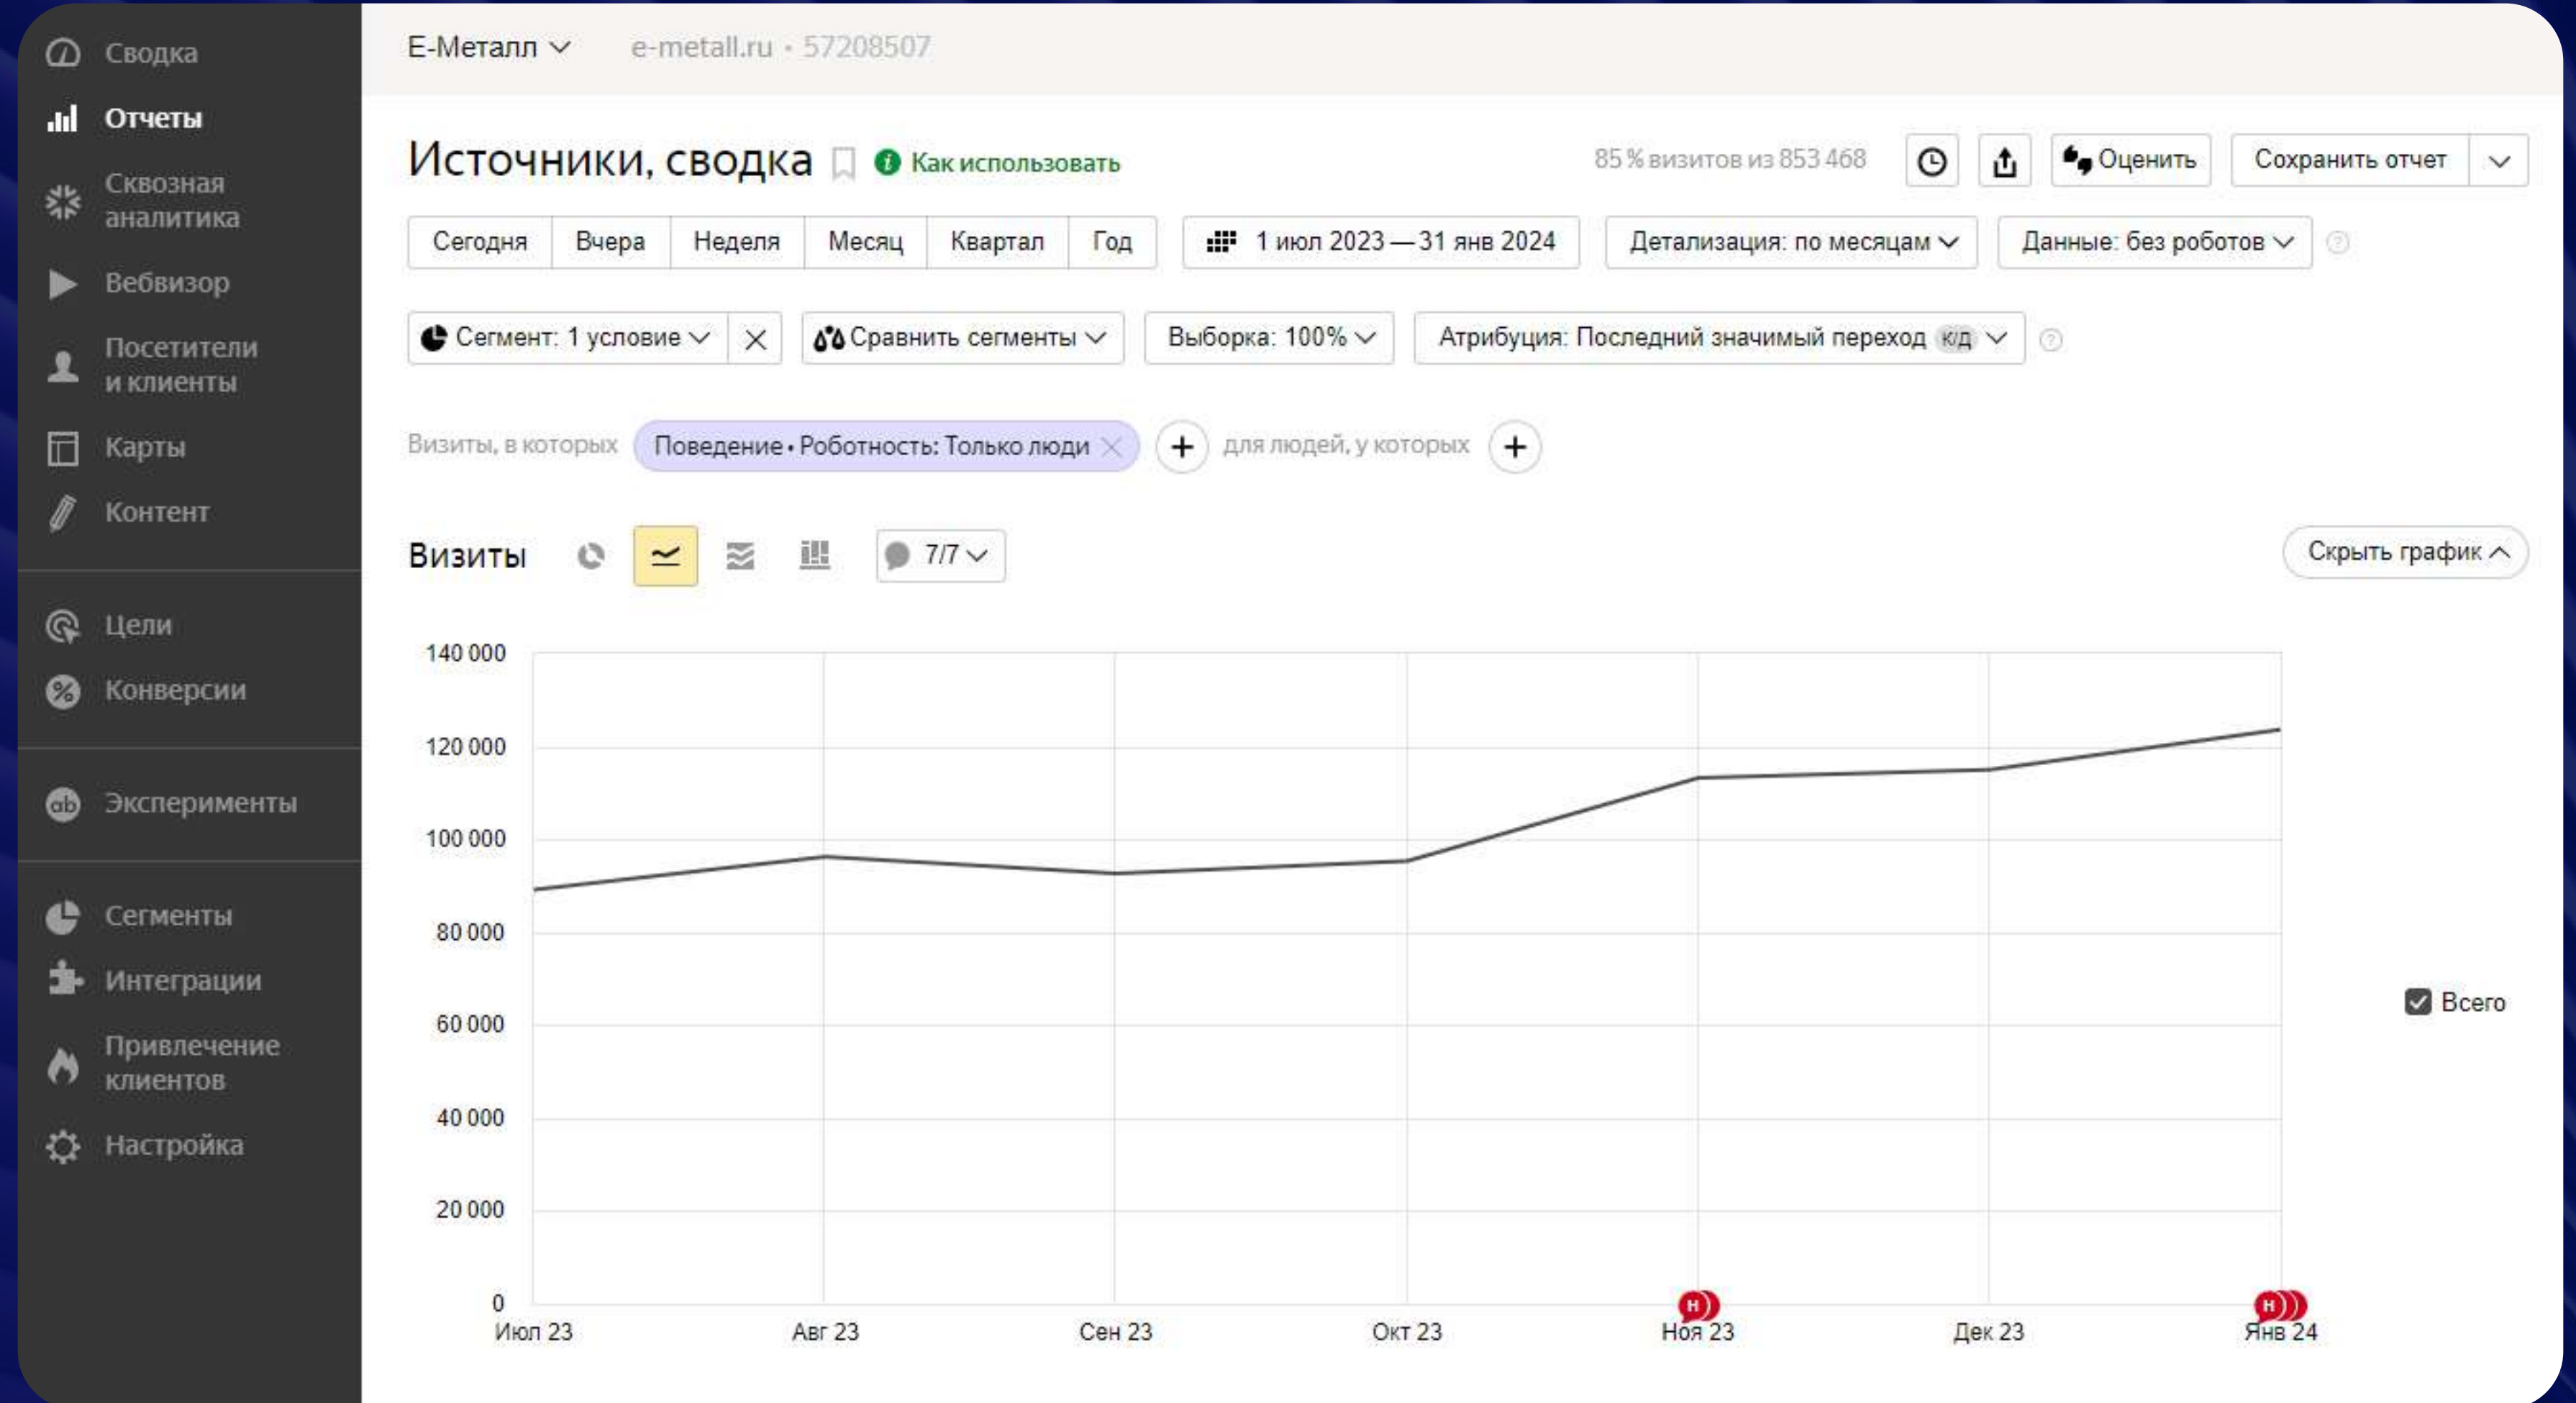 Сводка
Отчеты
Сквозная
аналитика
Вебвизор
Посетители
и клиенты
Карты
Контент
Цели
Конверсии
ab Эксперименты
Сегменты
Интеграции
Привлечение
клиентов
Настройка
Е-Металл e-metall.ru • 57208507
Источники, сводка i Как использовать 85 % визитов из 853 468 Оценить Сохранить отчет
Сегодня Вчера Неделя Месяц Квартал Год 1 июл 2023 — 31 янв 2024 Детализация: по месяцам Данные: без роботов ?
Сегмент: 1 условие Сравнить сегменты Выборка: 100% Атрибуция: Последний значимый переход к/д ?
Визиты, в которых Поведение • Роботность: Только люди + для людей, у которых +
Визиты 7/7 Скрыть график
140 000
120 000
100 000
80 000
60 000
40 000
20 000
0
Всего
Н Н
Июл 23 Авг 23 Сен 23 Окт 23 Ноя 23 Дек 23 Янв 24